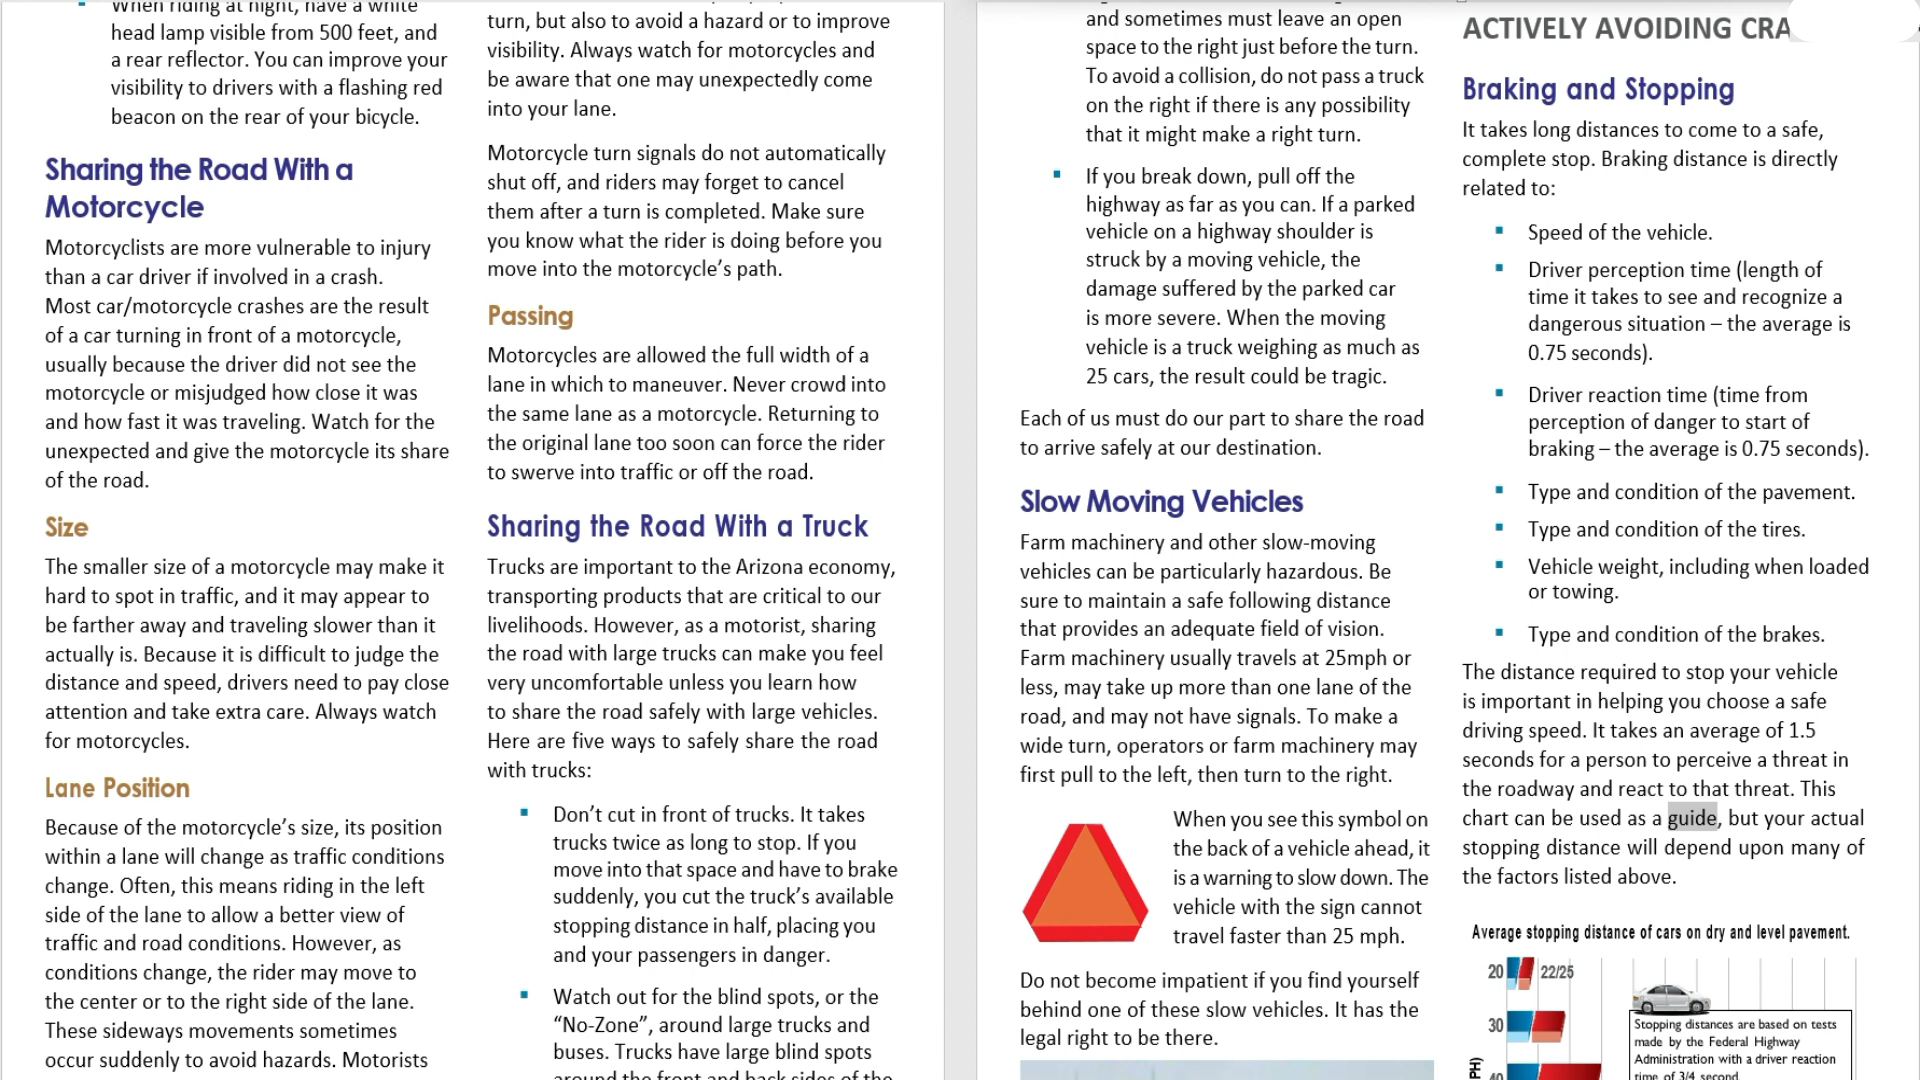 When riding at night, have a white
head lamp visible from 500 feet, and
a rear reflector. You can improve your
visibility to drivers with a flashing red
beacon on the rear of your bicycle.
Sharing the Road With a
Motorcycle
Motorcyclists are more vulnerable to injury
than a car driver if involved in a crash.
Most car/motorcycle crashes are the result
of a car turning in front of a motorcycle,
usually because the driver did not see the
motorcycle or misjudged how close it was
and how fast it was traveling. Watch for the
unexpected and give the motorcycle its share
of the road.
Size
The smaller size of a motorcycle may make it
hard to spot in traffic, and it may appear to
be farther away and traveling slower than it
actually is. Because it is difficult to judge the
distance and speed, drivers need to pay close
attention and take extra care. Always watch
for motorcycles.
Lane Position
Because of the motorcycle's size, its position
within a lane will change as traffic conditions
change. Often, this means riding in the left
side of the lane to allow a better view of
traffic and road conditions. However, as
conditions change, the rider may move to
the center or to the right side of the lane.
These sideways movements sometimes
occur suddenly to avoid hazards. Motorists
turn, but also to avoid a hazard or to improve
visibility. Always watch for motorcycles and
be aware that one may unexpectedly come
into your lane.
Motorcycle turn signals do not automatically
shut off, and riders may forget to cancel
them after a turn is completed. Make sure
you know what the rider is doing before you
move into the motorcycle's path.
Passing
Motorcycles are allowed the full width of a
lane in which to maneuver. Never crowd into
the same lane as a motorcycle. Returning to
the original lane too soon can force the rider
to swerve into traffic or off the road.
Sharing the Road With a Truck
Trucks are important to the Arizona economy,
transporting products that are critical to our
livelihoods. However, as a motorist, sharing
the road with large trucks can make you feel
very uncomfortable unless you learn how
to share the road safely with large vehicles.
Here are five ways to safely share the road
with trucks:
Don't cut in front of trucks. It takes
trucks twice as long to stop. If you
move into that space and have to brake
suddenly, you cut the truck's available
stopping distance in half, placing you
and your passengers in danger.
Watch out for the blind spots, or the
"No-Zone", around large trucks and
buses. Trucks have large blind spots
around the front and back sides of the
and sometimes must leave an open
space to the right just before the turn.
To avoid a collision, do not pass a truck
on the right if there is any possibility
that it might make a right turn.
If you break down, pull off the
highway as far as you can. If a parked
vehicle on a highway shoulder is
struck by a moving vehicle, the
damage suffered by the parked car
is more severe. When the moving
vehicle is a truck weighing as much as
25 cars, the result could be tragic.
Each of us must do our part to share the road
to arrive safely at our destination.
Slow Moving Vehicles
Farm machinery and other slow-moving
vehicles can be particularly hazardous. Be
sure to maintain a safe following distance
that provides an adequate field of vision.
Farm machinery usually travels at 25mph or
less, may take up more than one lane of the
road, and may not have signals. To make a
wide turn, operators or farm machinery may
first pull to the left, then turn to the right.
When you see this symbol on
the back of a vehicle ahead, it
is a warning to slow down. The
vehicle with the sign cannot
travel faster than 25 mph.
Do not become impatient if you find yourself
behind one of these slow vehicles. It has the
legal right to be there.
ACTIVELY AVOIDING CRA
Braking and Stopping
It takes long distances to come to a safe,
complete stop. Braking distance is directly
related to:
Speed of the vehicle.
Driver perception time (length of
time it takes to see and recognize a
dangerous situation – the average is
0.75 seconds).
Driver reaction time (time from
perception of danger to start of
braking – the average is 0.75 seconds).
Type and condition of the pavement.
Type and condition of the tires.
Vehicle weight, including when loaded
or towing.
Type and condition of the brakes.
The distance required to stop your vehicle
is important in helping you choose a safe
driving speed. It takes an average of 1.5
seconds for a person to perceive a threat in
the roadway and react to that threat. This
chart can be used as a guide, but your actual
stopping distance will depend upon many of
the factors listed above.
Average stopping distance of cars on dry and level pavement.
20 22/25
30
40
PH)
Stopping distances are based on tests
made by the Federal Highway
Administration with a driver reaction
time of 3/4 second